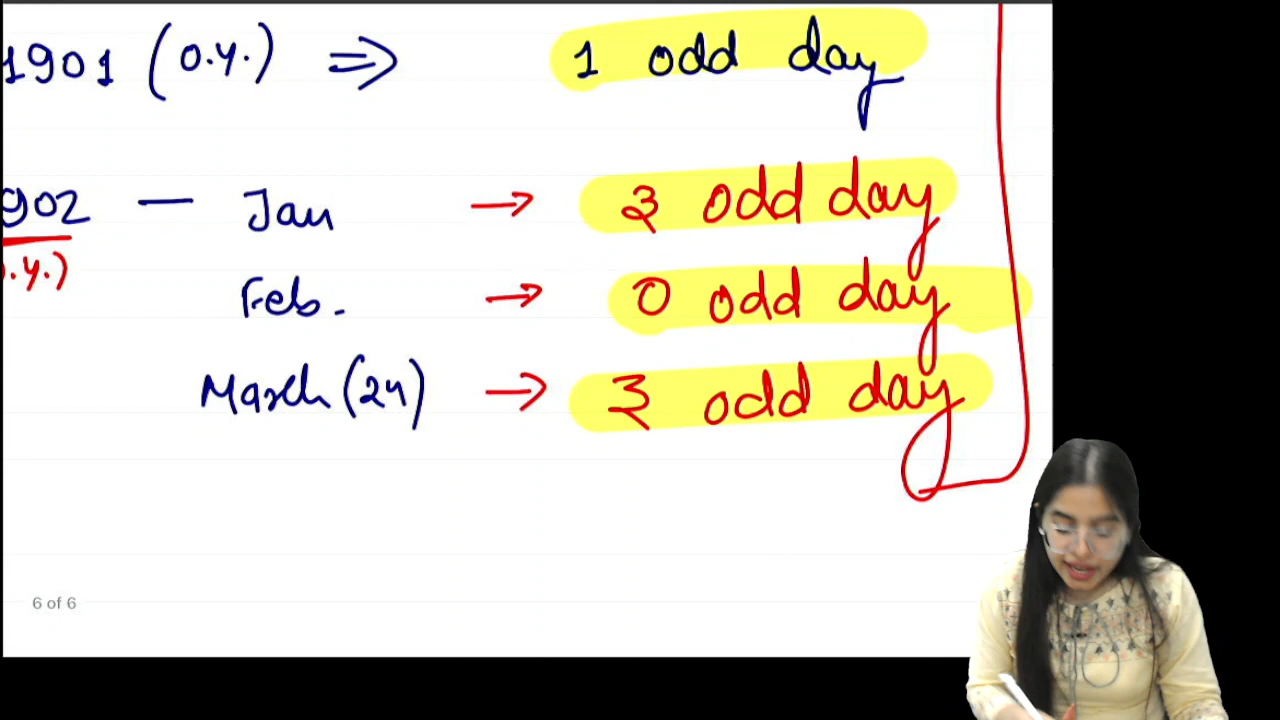 1901 (O.Y.) ⇒ 1 odd day
902 — Jan → 3 odd day
.Y.)
Feb. → 0 odd day
March (24) → 3 odd day
6 of 6